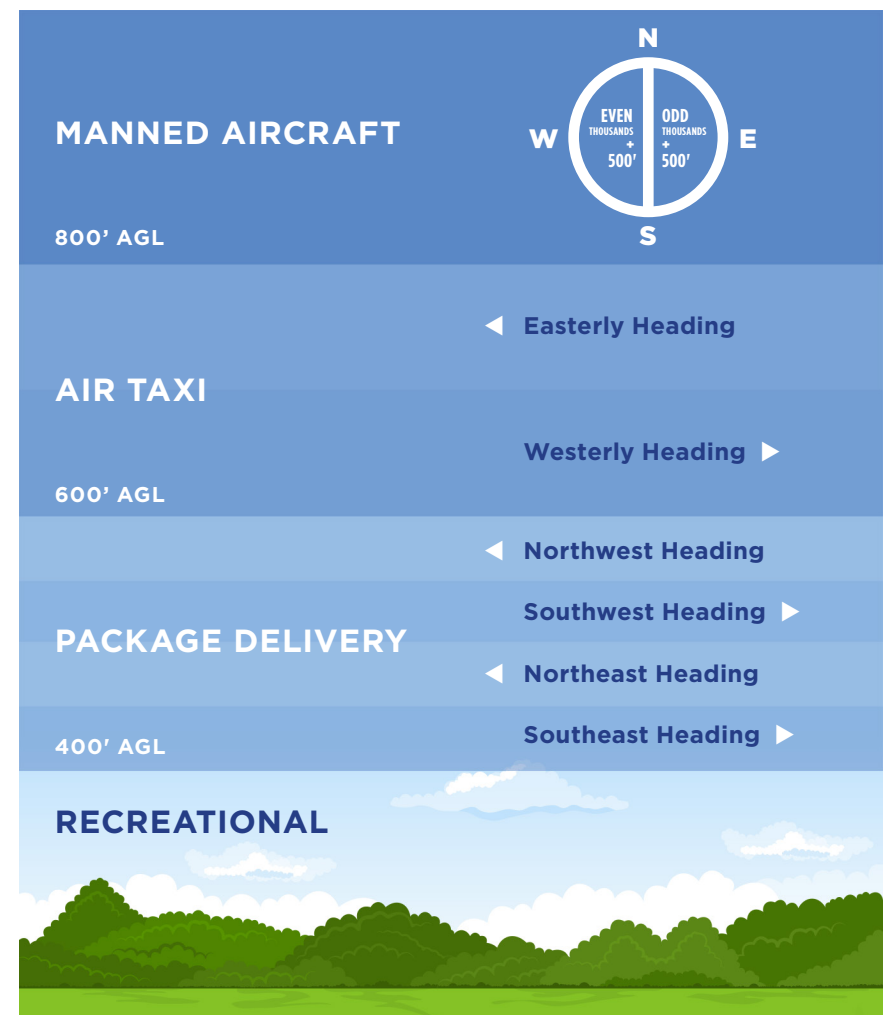 N
MANNED AIRCRAFT
W
EVEN
THOUSANDS
+
500'
ODD
THOUSANDS
+
500'
E
S
800’ AGL
Easterly Heading
AIR TAXI
Westerly Heading
600’ AGL
Northwest Heading
Southwest Heading
PACKAGE DELIVERY
Northeast Heading
Southeast Heading
400' AGL
RECREATIONAL